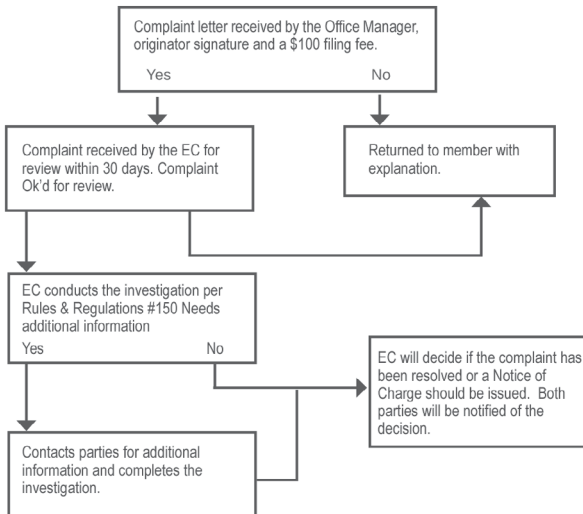 Complaint letter received by the Office Manager,
originator signature and a $100 filing fee.
Yes
No
Complaint received by the EC for
review within 30 days. Complaint
Ok'd for review.
Returned to member with
explanation.
EC conducts the investigation per
Rules & Regulations #150 Needs
additional information
Yes
No
EC will decide if the complaint has
been resolved or a Notice of
Charge should be issued.  Both
parties will be notified of the
decision.
Contacts parties for additional
information and completes the
investigation.